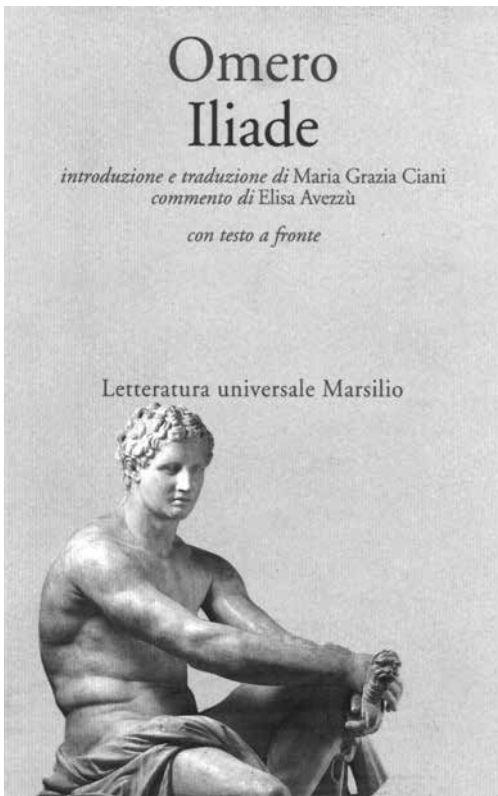 Omero
Iliade
introduzione e traduzione di Maria Grazia Ciani
commento di Elisa Avezzù
con testo a fronte
Letteratura universale Marsilio